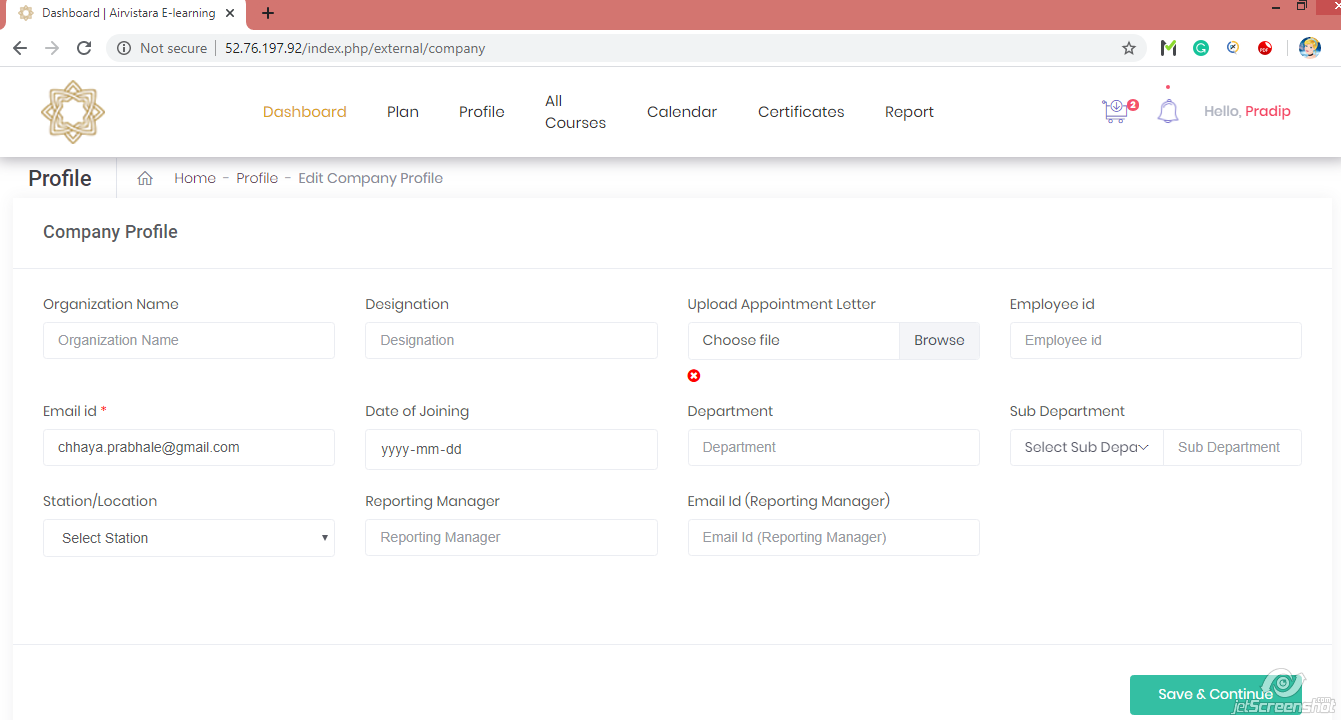 Dashboard | Airvistara E-learning
Not secure | 52.76.197.92/index.php/external/company
Dashboard Plan Profile All Courses Calendar Certificates Report 2 Hello, Pradip
Profile Home - Profile - Edit Company Profile
Company Profile
Organization Name Designation Upload Appointment Letter Employee id
Organization Name Designation Choose file Browse Employee id
Email id * Date of Joining Department Sub Department
chhaya.prabhale@gmail.com yyyy-mm-dd Department Select Sub Depa Sub Department
Station/Location Reporting Manager Email Id (Reporting Manager)
Select Station Reporting Manager Email Id (Reporting Manager)
Save & Continue
jetScreenshot.com